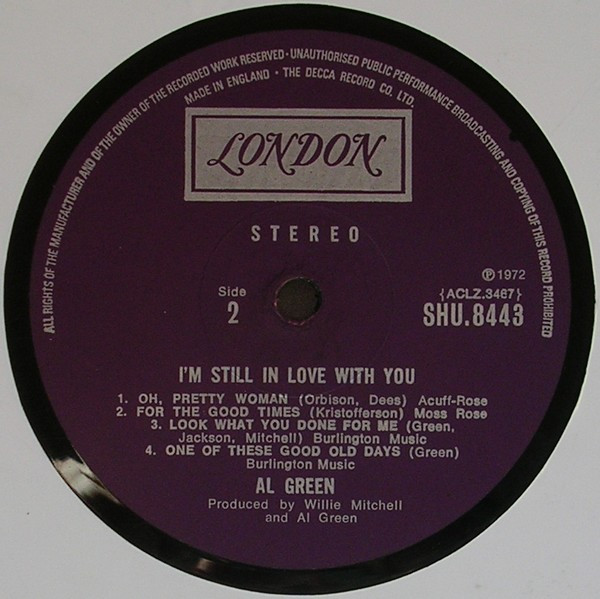 ALL RIGHTS OF THE MANUFACTURER AND OF THE OWNER OF THE RECORDED WORK RESERVED · UNAUTHORISED PUBLIC PERFORMANCE BROADCASTING AND COPYING OF THIS RECORD PROHIBITED
MADE IN ENGLAND · THE DECCA RECORD CO. LTD.
LONDON
STEREO
℗ 1972
Side
2
{ACLZ.3467}
SHU.8443
I'M STILL IN LOVE WITH YOU
1. OH, PRETTY WOMAN (Orbison, Dees) Acuff-Rose
2. FOR THE GOOD TIMES (Kristofferson) Moss Rose
3. LOOK WHAT YOU DONE FOR ME (Green,
Jackson, Mitchell) Burlington Music
4. ONE OF THESE GOOD OLD DAYS (Green)
Burlington Music
AL GREEN
Produced by Willie Mitchell
and Al Green